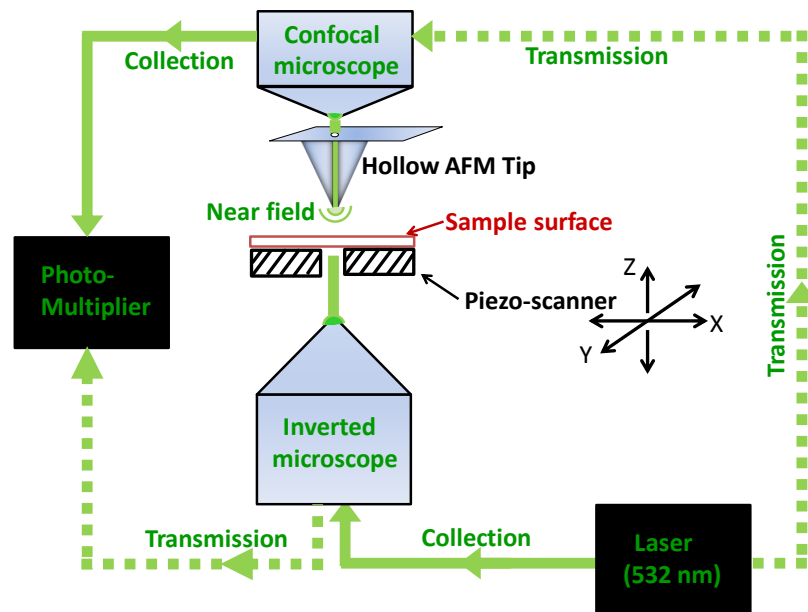 Confocal
microscope
Collection
Transmission
Hollow AFM Tip
Near field
Sample surface
Photo-
Multiplier
Piezo-scanner
Z
X
Y
Transmission
Inverted
microscope
Transmission
Collection
Laser
(532 nm)